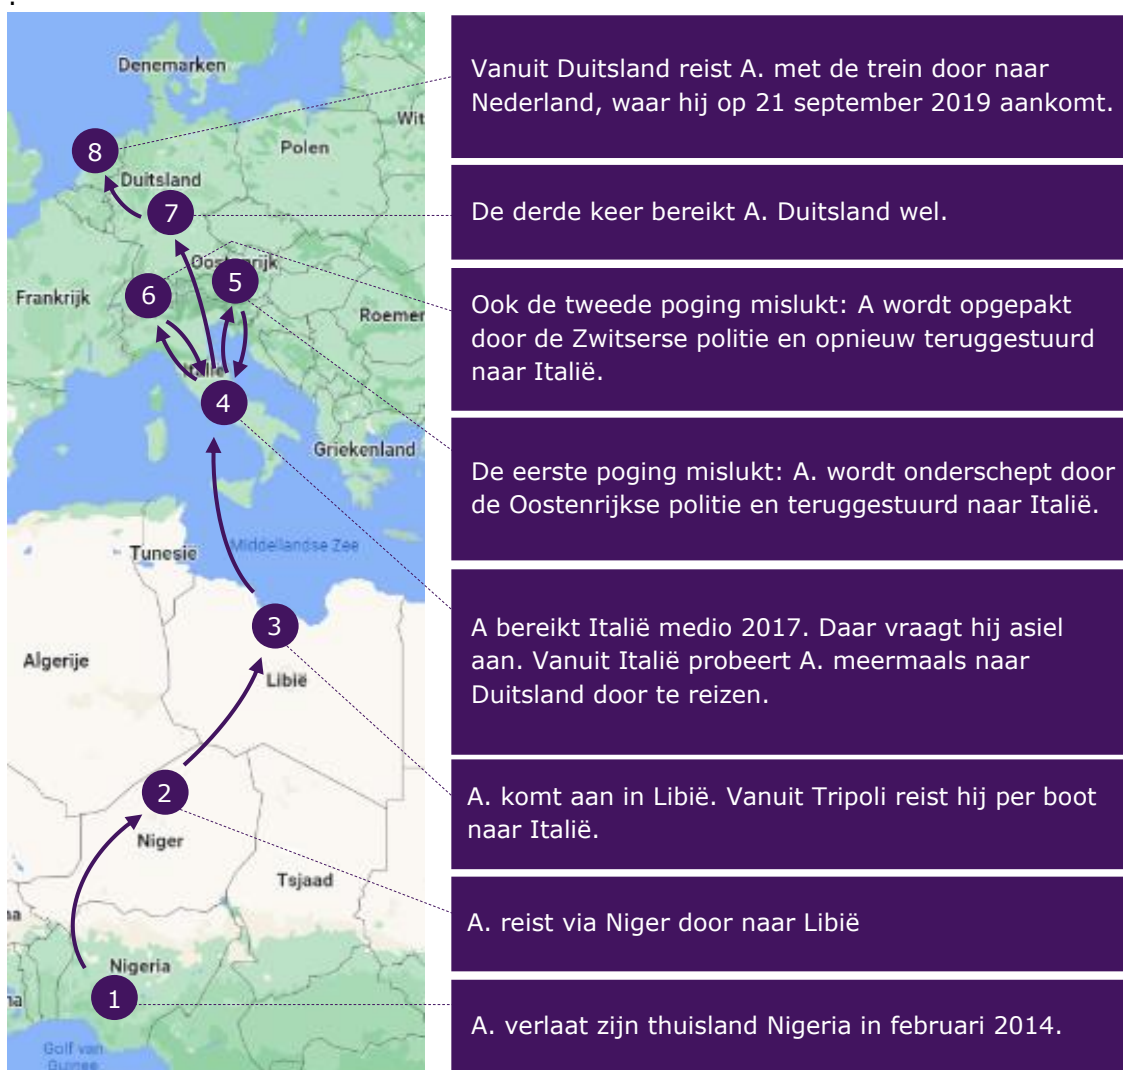 .
Denemarken
Wit
Polen
8
Duitsland
7
Oostenrijk
5
6
Frankrijk
Roemer
Italië
4
Griekenland
Tunesië
Middellandse Zee
3
Algerije
Libië
2
Niger
Tsjaad
na
Nigeria
1
na
Golf van
Guinee
Vanuit Duitsland reist A. met de trein door naar
Nederland, waar hij op 21 september 2019 aankomt.
De derde keer bereikt A. Duitsland wel.
Ook de tweede poging mislukt: A wordt opgepakt
door de Zwitserse politie en opnieuw teruggestuurd
naar Italië.
De eerste poging mislukt: A. wordt onderschept door
de Oostenrijkse politie en teruggestuurd naar Italië.
A bereikt Italië medio 2017. Daar vraagt hij asiel
aan. Vanuit Italië probeert A. meermaals naar
Duitsland door te reizen.
A. komt aan in Libië. Vanuit Tripoli reist hij per boot
naar Italië.
A. reist via Niger door naar Libië
A. verlaat zijn thuisland Nigeria in februari 2014.